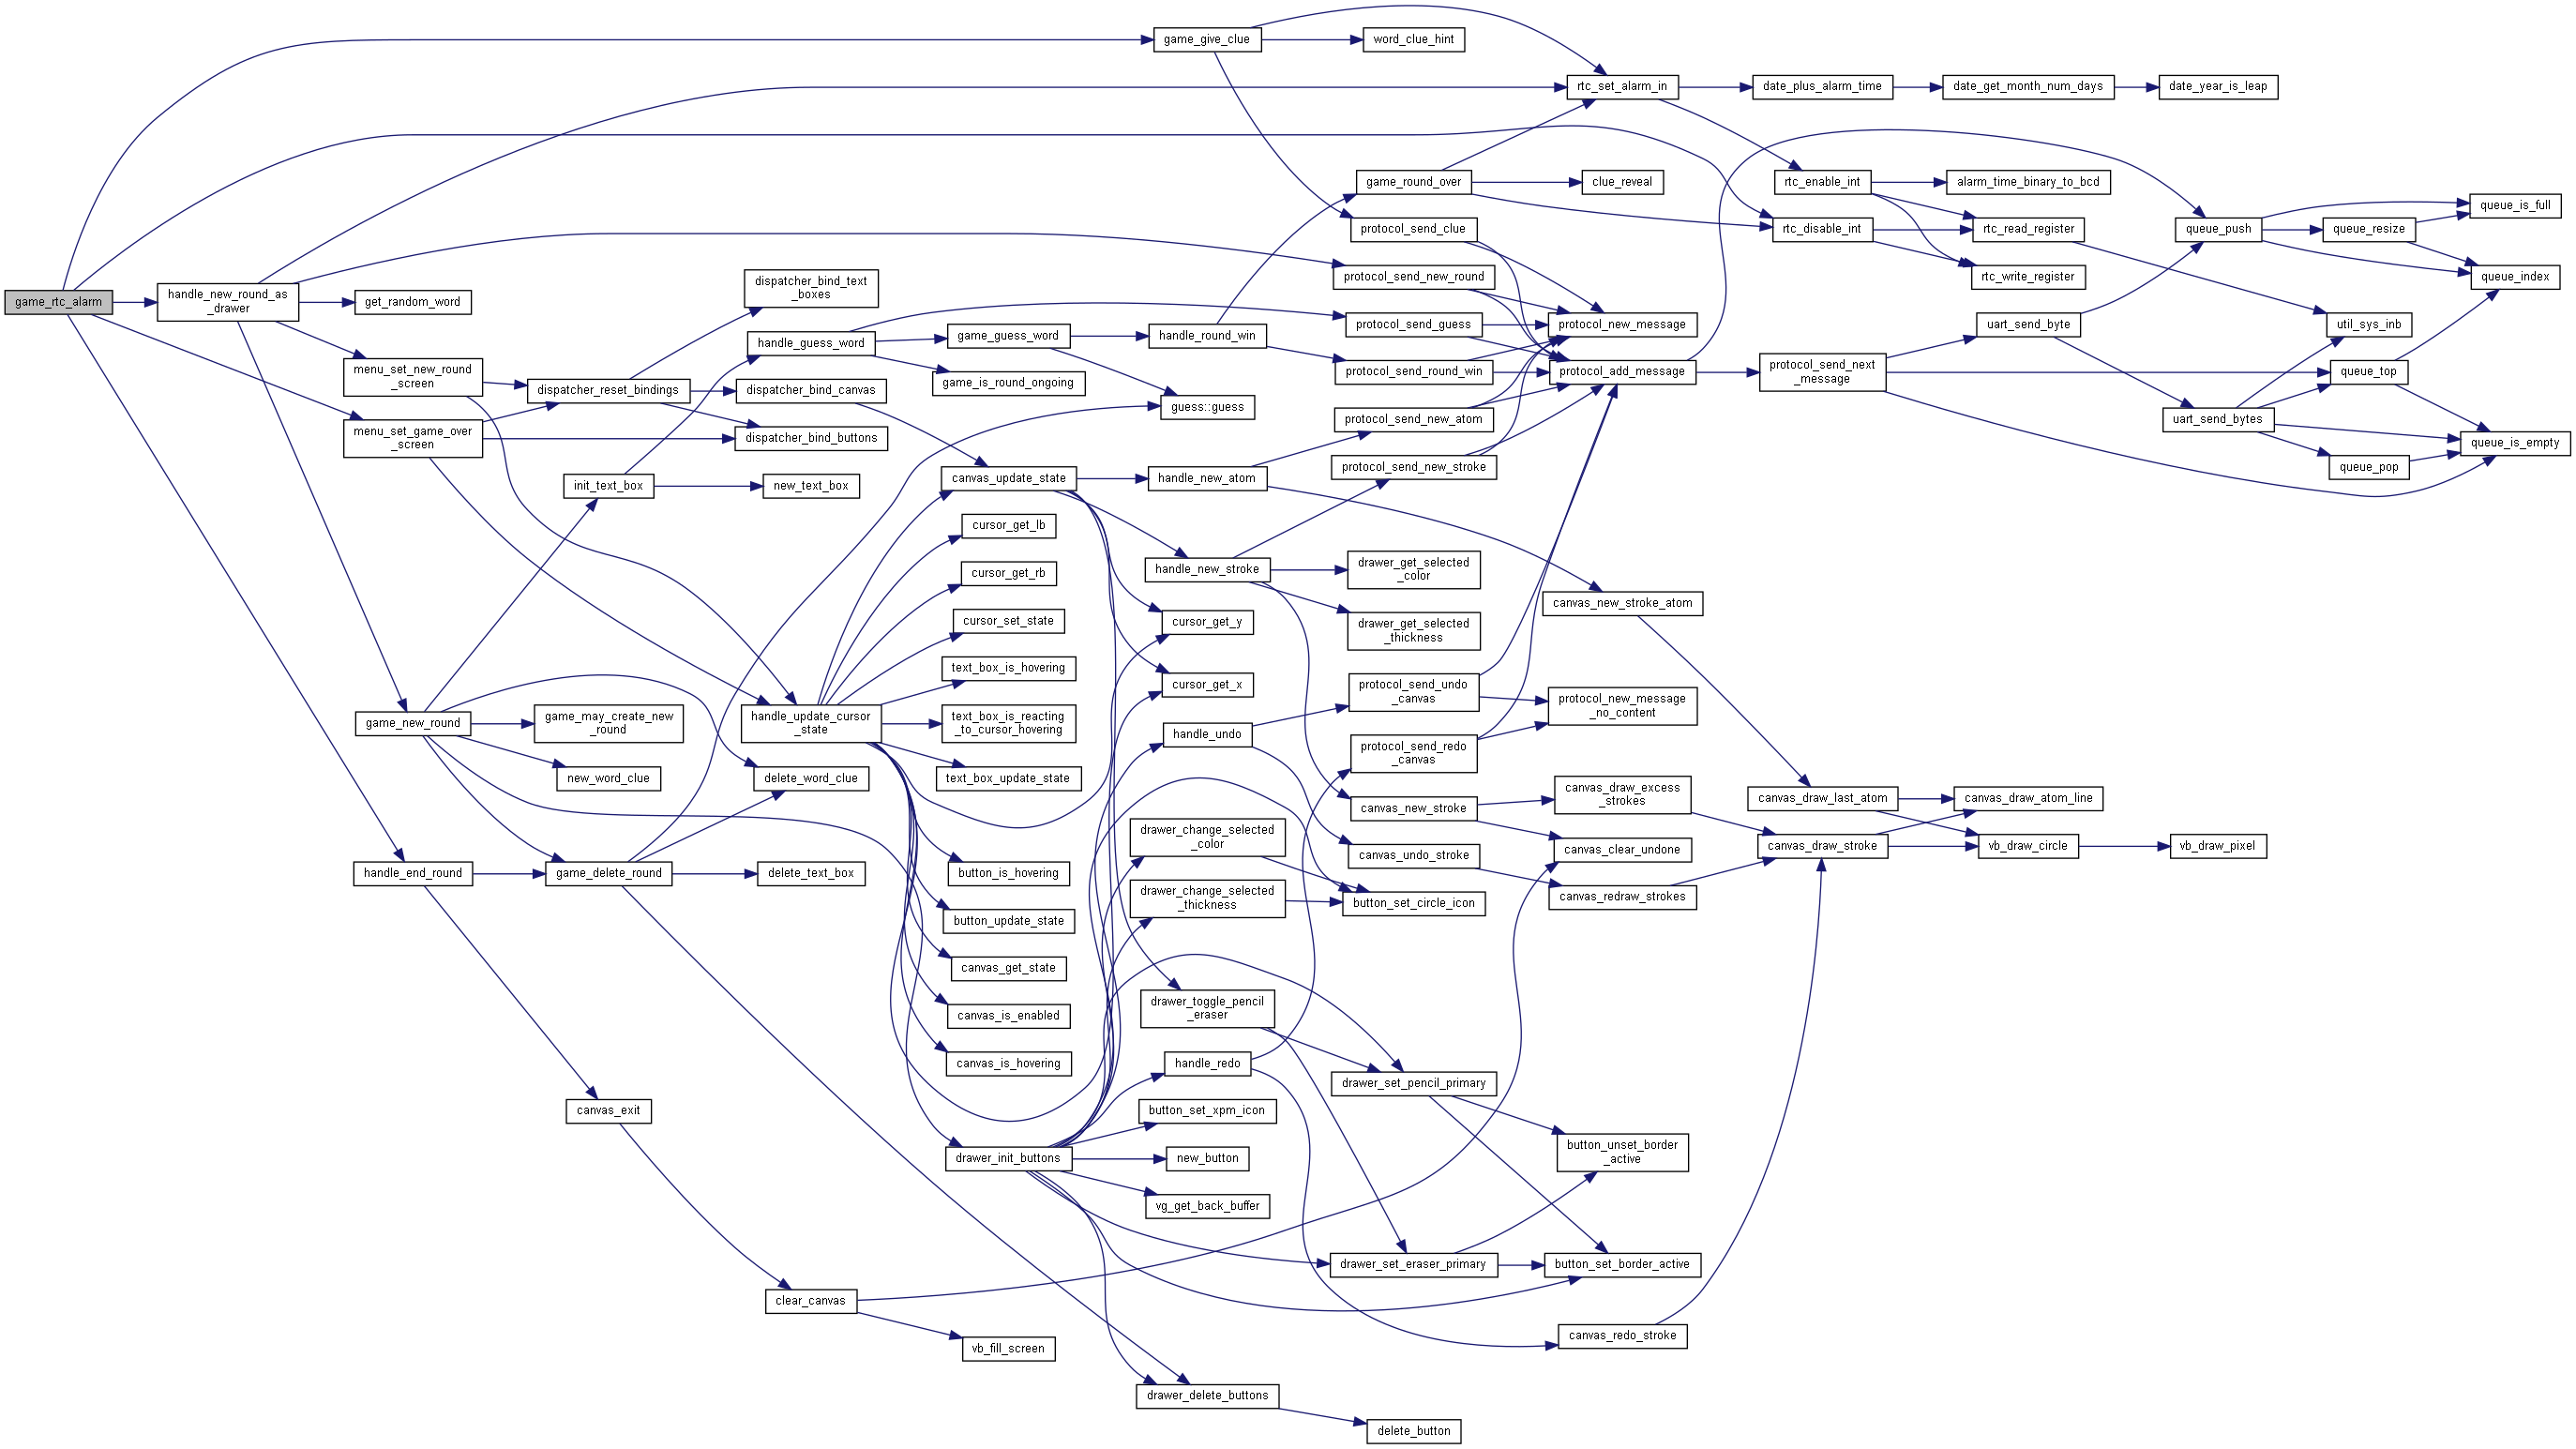 game_rtc_alarm
handle_new_round_as
_drawer
get_random_word
menu_set_new_round
_screen
menu_set_game_over
_screen
game_new_round
handle_end_round
dispatcher_reset_bindings
init_text_box
game_may_create_new
_round
new_word_clue
game_delete_round
canvas_exit
dispatcher_bind_text
_boxes
handle_guess_word
dispatcher_bind_canvas
dispatcher_bind_buttons
new_text_box
handle_update_cursor
_state
delete_word_clue
delete_text_box
clear_canvas
game_guess_word
game_is_round_ongoing
canvas_update_state
cursor_get_lb
cursor_get_rb
cursor_set_state
text_box_is_hovering
text_box_is_reacting
_to_cursor_hovering
text_box_update_state
button_is_hovering
button_update_state
canvas_get_state
canvas_is_enabled
canvas_is_hovering
drawer_init_buttons
vb_fill_screen
game_give_clue
handle_round_win
guess::guess
handle_new_atom
handle_new_stroke
cursor_get_y
cursor_get_x
handle_undo
drawer_change_selected
_color
drawer_change_selected
_thickness
drawer_toggle_pencil
_eraser
handle_redo
button_set_xpm_icon
new_button
vg_get_back_buffer
drawer_delete_buttons
word_clue_hint
game_round_over
protocol_send_clue
protocol_send_new_round
protocol_send_guess
protocol_send_round_win
protocol_send_new_atom
protocol_send_new_stroke
drawer_get_selected
_color
drawer_get_selected
_thickness
protocol_send_undo
_canvas
protocol_send_redo
_canvas
canvas_new_stroke
canvas_undo_stroke
button_set_circle_icon
drawer_set_pencil_primary
drawer_set_eraser_primary
delete_button
rtc_set_alarm_in
clue_reveal
protocol_new_message
protocol_add_message
canvas_new_stroke_atom
protocol_new_message
_no_content
canvas_draw_excess
_strokes
canvas_clear_undone
canvas_redraw_strokes
button_unset_border
_active
button_set_border_active
canvas_redo_stroke
date_plus_alarm_time
rtc_enable_int
rtc_disable_int
protocol_send_next
_message
canvas_draw_last_atom
canvas_draw_stroke
date_get_month_num_days
alarm_time_binary_to_bcd
rtc_read_register
rtc_write_register
uart_send_byte
canvas_draw_atom_line
vb_draw_circle
date_year_is_leap
queue_push
uart_send_bytes
vb_draw_pixel
queue_resize
util_sys_inb
queue_top
queue_pop
queue_is_full
queue_index
queue_is_empty